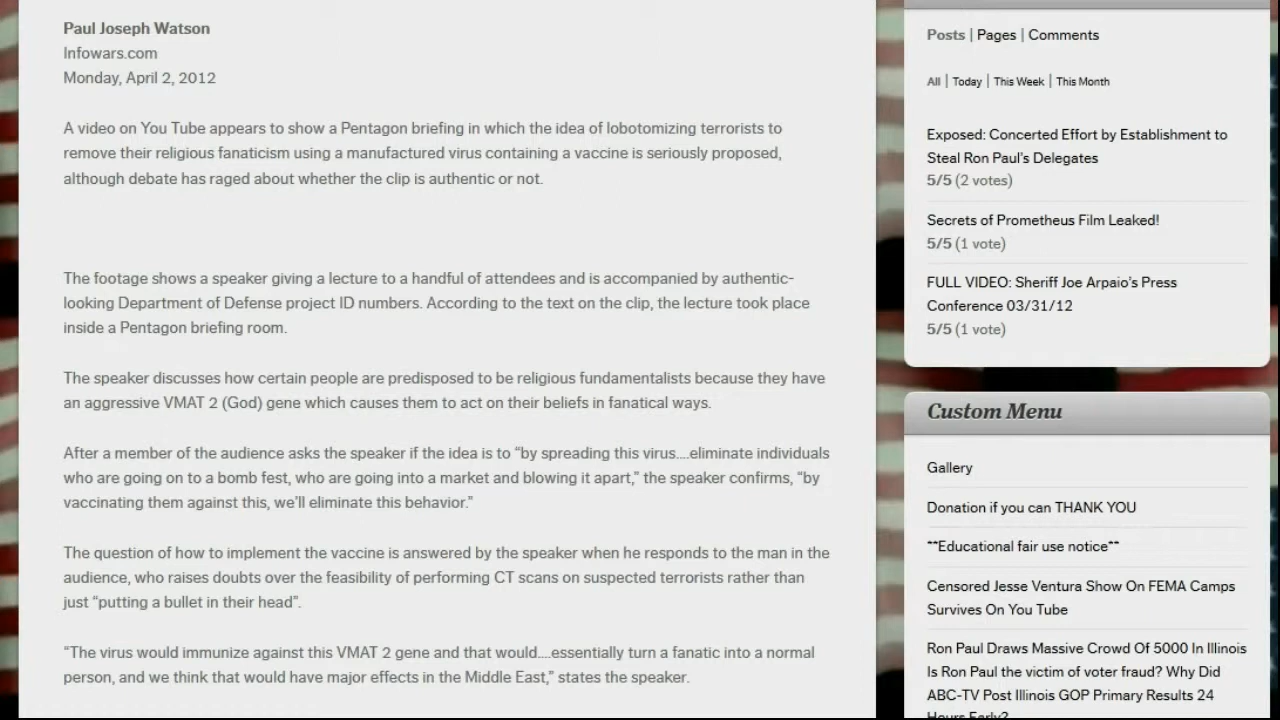 Paul Joseph Watson
Infowars.com
Monday, April 2, 2012
A video on You Tube appears to show a Pentagon briefing in which the idea of lobotomizing terrorists to
remove their religious fanaticism using a manufactured virus containing a vaccine is seriously proposed,
although debate has raged about whether the clip is authentic or not.
The footage shows a speaker giving a lecture to a handful of attendees and is accompanied by authentic-
looking Department of Defense project ID numbers. According to the text on the clip, the lecture took place
inside a Pentagon briefing room.
The speaker discusses how certain people are predisposed to be religious fundamentalists because they have
an aggressive VMAT 2 (God) gene which causes them to act on their beliefs in fanatical ways.
After a member of the audience asks the speaker if the idea is to “by spreading this virus....eliminate individuals
who are going on to a bomb fest, who are going into a market and blowing it apart,” the speaker confirms, “by
vaccinating them against this, we’ll eliminate this behavior.”
The question of how to implement the vaccine is answered by the speaker when he responds to the man in the
audience, who raises doubts over the feasibility of performing CT scans on suspected terrorists rather than
just “putting a bullet in their head”.
“The virus would immunize against this VMAT 2 gene and that would....essentially turn a fanatic into a normal
person, and we think that would have major effects in the Middle East,” states the speaker.
Posts | Pages | Comments
All | Today | This Week | This Month
Exposed: Concerted Effort by Establishment to
Steal Ron Paul’s Delegates
5/5 (2 votes)
Secrets of Prometheus Film Leaked!
5/5 (1 vote)
FULL VIDEO: Sheriff Joe Arpaio’s Press
Conference 03/31/12
5/5 (1 vote)
Custom Menu
Gallery
Donation if you can THANK YOU
**Educational fair use notice**
Censored Jesse Ventura Show On FEMA Camps
Survives On You Tube
Ron Paul Draws Massive Crowd Of 5000 In Illinois
Is Ron Paul the victim of voter fraud? Why Did
ABC-TV Post Illinois GOP Primary Results 24
Hours Early?